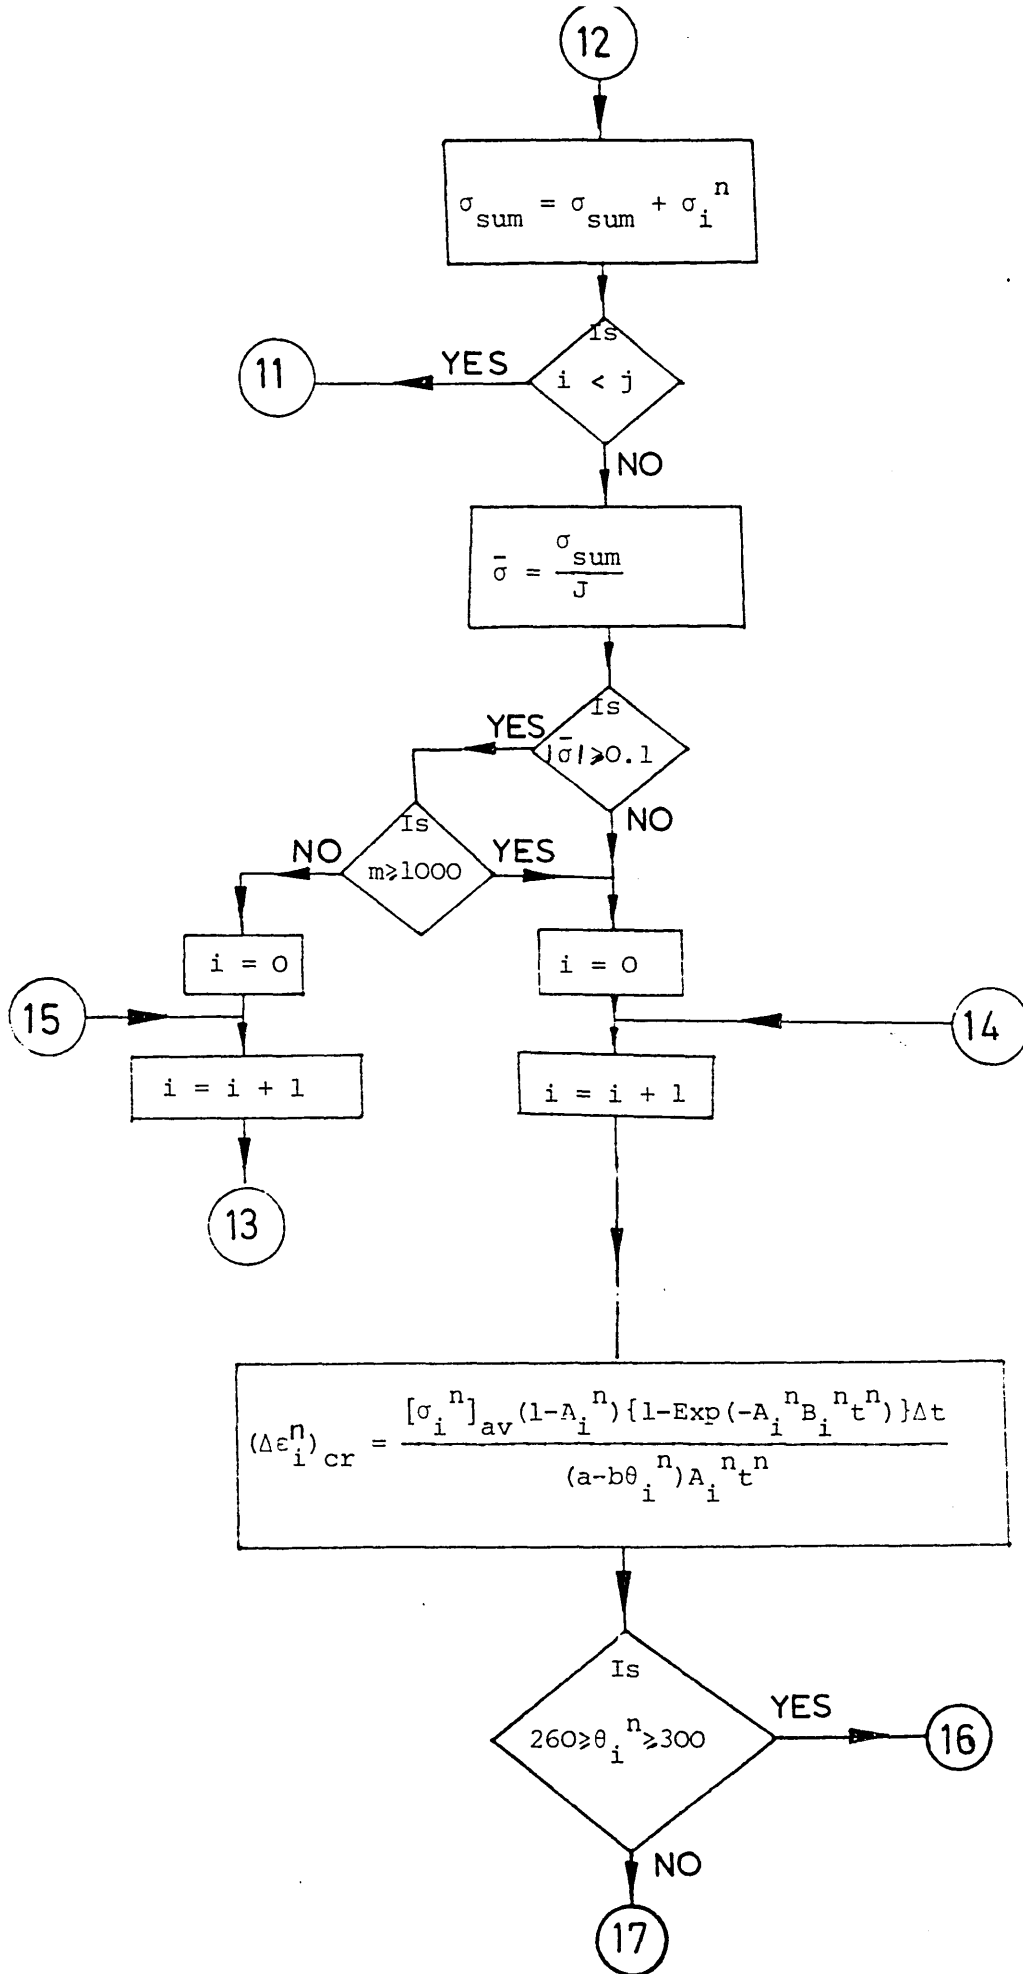 12
σ_sum = σ_sum + σ_i^n
Is
i < j
YES
11
NO
σ̄ = σ_sum / J
Is
|σ̄| ≥ 0.1
YES
NO
Is
m ≥ 1000
NO
YES
i = 0
i = 0
15
14
i = i + 1
i = i + 1
13
(Δε_i^n)_cr = [σ_i^n]_av (1-A_i^n) {1-Exp(-A_i^n B_i^n t^n)} Δt / (a-bθ_i^n) A_i^n t^n
Is
260 ≥ θ_i^n ≥ 300
YES
16
NO
17